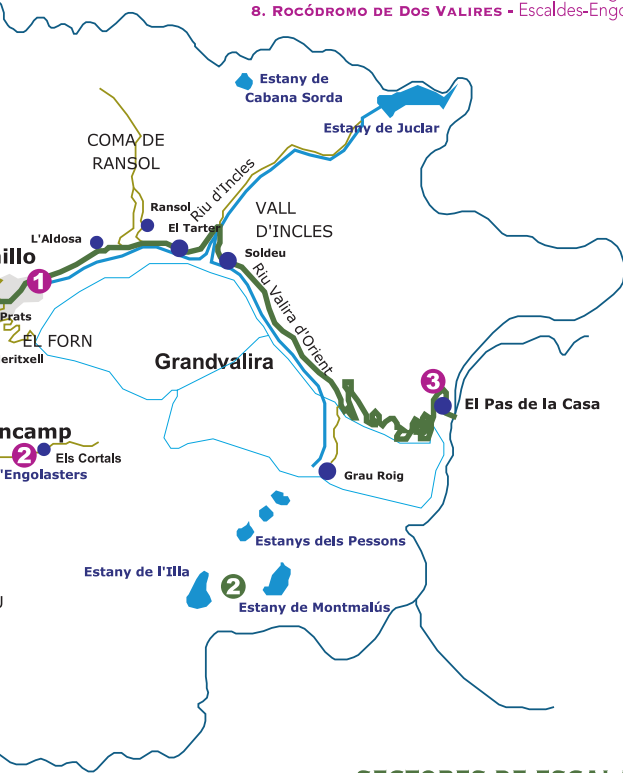 8. ROCÓDROMO DE DOS VALIRES - Escaldes-Engo
Estany de
Cabana Sorda
Estany de Juclar
COMA DE
RANSOL
Riu d'Incles
Ransol
VALL
D'INCLES
El Tarter
L'Aldosa
Soldeu
illo
1
Riu Valira d'Orient
Prats
EL FORN
eritxell
Grandvalira
3
El Pas de la Casa
ncamp
2
Els Cortals
'Engolasters
Grau Roig
Estanys dels Pessons
Estany de l'Illa
2
Estany de Montmalús